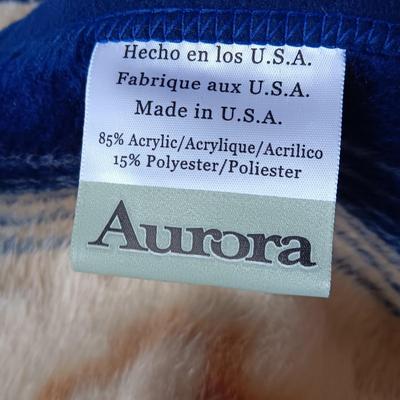 Hecho en los U.S.A.
Fabrique aux U.S.A.
Made in U.S.A.
85% Acrylic/Acrylique/Acrilico
15% Polyester/Poliester
Aurora